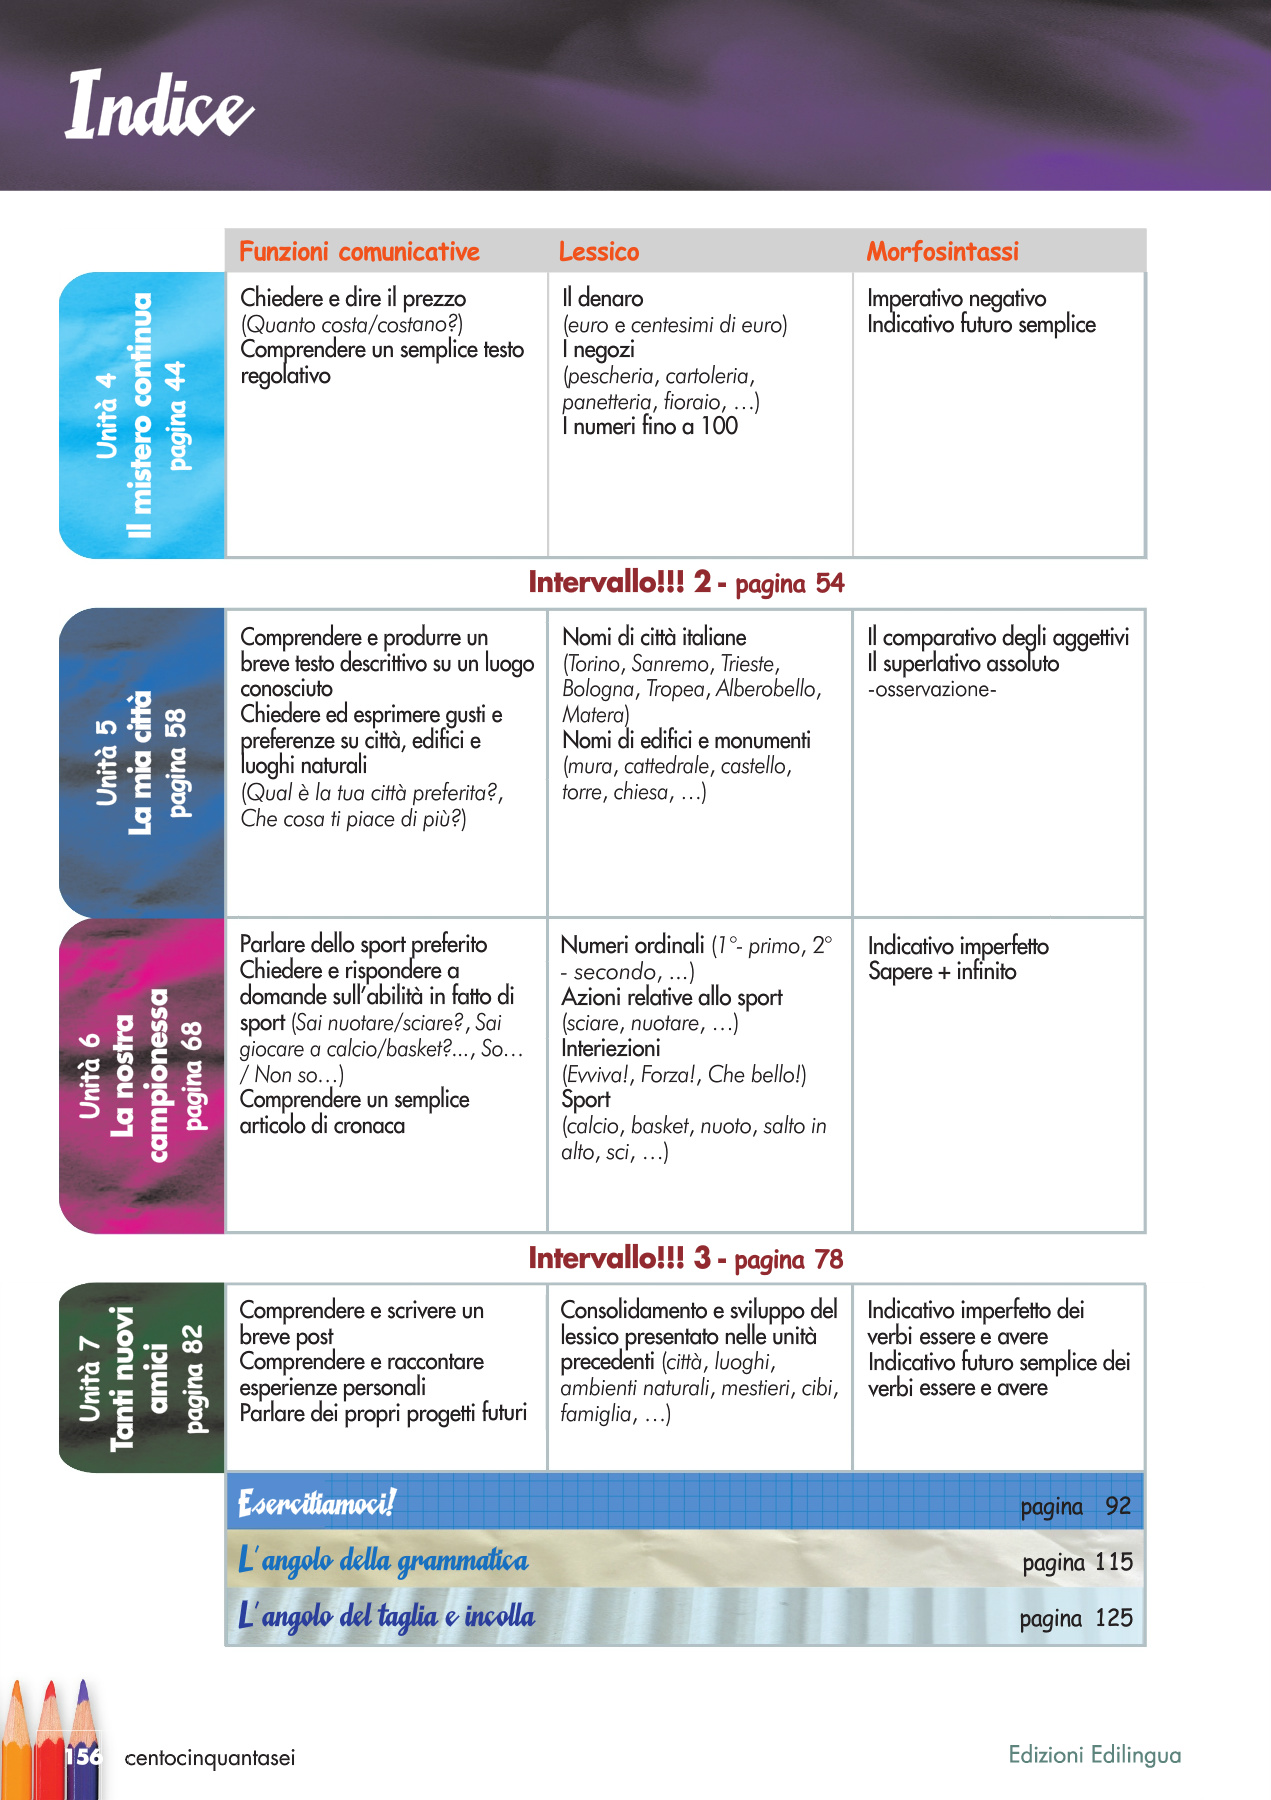 Indice
Funzioni comunicative
Lessico
Morfosintassi
Unità 4
Il mistero continua
pagina 44
Chiedere e dire il prezzo
(Quanto costa/costano?)
Comprendere un semplice testo
regolativo
Il denaro
(euro e centesimi di euro)
I negozi
(pescheria, cartoleria,
panetteria, fioraio, …)
I numeri fino a 100
Imperativo negativo
Indicativo futuro semplice
Intervallo!!! 2 - pagina 54
Unità 5
La mia città
pagina 58
Comprendere e produrre un
breve testo descrittivo su un luogo
conosciuto
Chiedere ed esprimere gusti e
preferenze su città, edifici e
luoghi naturali
(Qual è la tua città preferita?,
Che cosa ti piace di più?)
Nomi di città italiane
(Torino, Sanremo, Trieste,
Bologna, Tropea, Alberobello,
Matera)
Nomi di edifici e monumenti
(mura, cattedrale, castello,
torre, chiesa, …)
Il comparativo degli aggettivi
Il superlativo assoluto
-osservazione-
Unità 6
La nostra
campionessa
pagina 68
Parlare dello sport preferito
Chiedere e rispondere a
domande sull'abilità in fatto di
sport (Sai nuotare/sciare?, Sai
giocare a calcio/basket?..., So…
/ Non so…)
Comprendere un semplice
articolo di cronaca
Numeri ordinali (1°- primo, 2°
- secondo, ...)
Azioni relative allo sport
(sciare, nuotare, …)
Interiezioni
(Evviva!, Forza!, Che bello!)
Sport
(calcio, basket, nuoto, salto in
alto, sci, …)
Indicativo imperfetto
Sapere + infinito
Intervallo!!! 3 - pagina 78
Unità 7
Tanti nuovi
amici
pagina 82
Comprendere e scrivere un
breve post
Comprendere e raccontare
esperienze personali
Parlare dei propri progetti futuri
Consolidamento e sviluppo del
lessico presentato nelle unità
precedenti (città, luoghi,
ambienti naturali, mestieri, cibi,
famiglia, …)
Indicativo imperfetto dei
verbi essere e avere
Indicativo futuro semplice dei
verbi essere e avere
Esercitiamoci! pagina 92
L'angolo della grammatica pagina 115
L'angolo del taglia e incolla pagina 125
156 centocinquantasei
Edizioni Edilingua